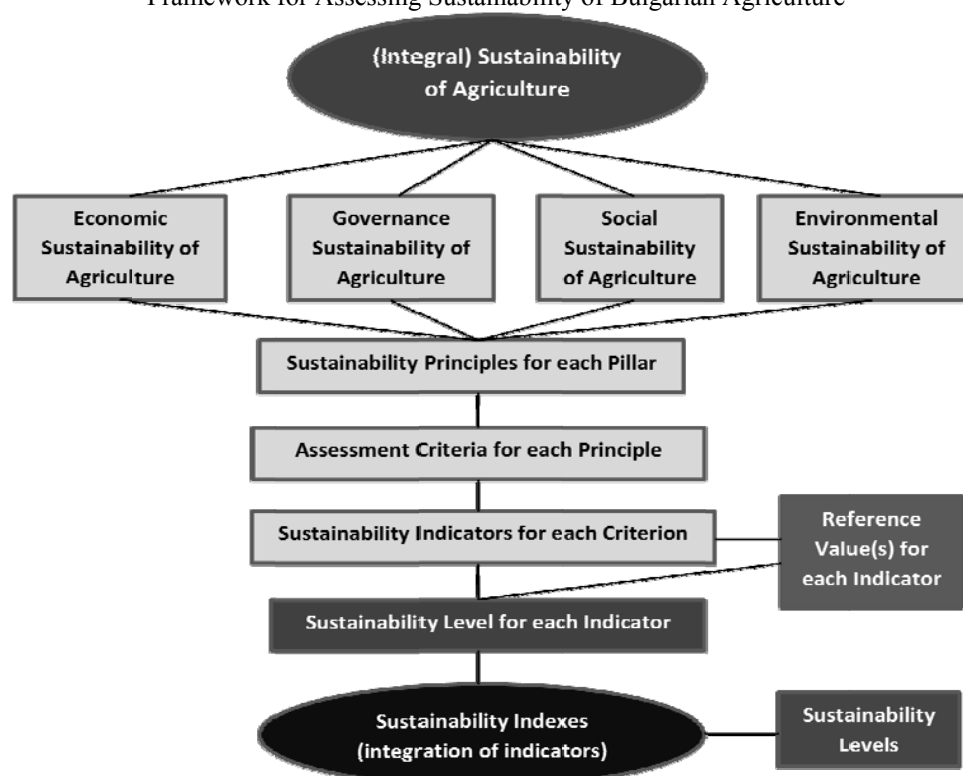 Framework for Assessing Sustainability of Bulgarian Agriculture
(Integral) Sustainability
of Agriculture
Economic
Sustainability of
Agriculture
Governance
Sustainability of
Agriculture
Social
Sustainability
of Agriculture
Environmental
Sustainability of
Agriculture
Sustainability Principles for each Pillar
Assessment Criteria for each Principle
Sustainability Indicators for each Criterion
Reference
Value(s) for
each Indicator
Sustainability Level for each Indicator
Sustainability Indexes
(integration of indicators)
Sustainability
Levels